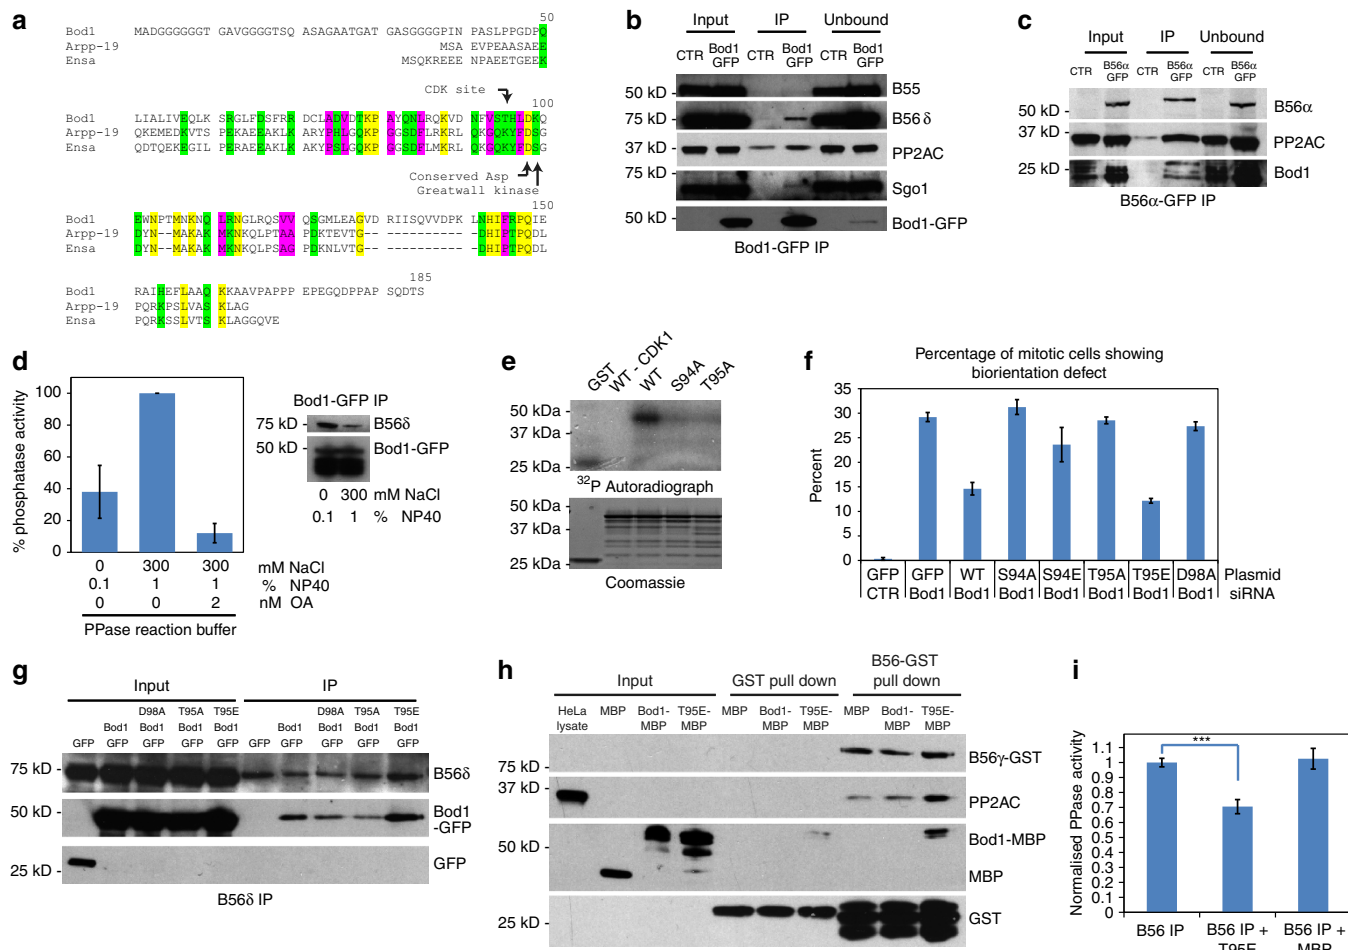 a
50
Bod1 MADGGGGGGT GAVGGGGTSQ ASAGAATGAT GASGGGGPIN PASLPPGDPQ
Arpp-19 MSA EVPEAASAEE
Ensa MSQKREEE NPAEETGEEK
CDK site
100
Bod1 LIALIVEQLK SRGLFDSFRR DCLADVDTKP AYQNLRQKVD NFVSTHLDKQ
Arpp-19 QKEMEDKVTS PEKAEEAKLK ARYPHLGQKP GGSDFLRKRL QKGQKYFDSG
Ensa QDTQEKEGIL PERAEEAKLK AKYPSLGQKP GGSDFLMKRL QKGQKYFDSG
Conserved Asp
Greatwall kinase
150
Bod1 EWNPTMNKNQ LRNGLRQSVV QSGMLEAGVD RIISQVVDPK LNHIFRPQIE
Arpp-19 DYN--MAKAK MKNKQLPTAA PDKTEVTG-- ---------- -DHIPTPQDL
Ensa DYN--MAKAK MKNKQLPSAG PDKNLVTG-- ---------- -DHIPTPQDL
185
Bod1 RAIHEFLAAQ KKAAVPAPPP EPEGQDPPAP SQDTS
Arpp-19 PQRKPSLVAS KLAG
Ensa PQRKSSLVTS KLAGGQVE
b
Input IP Unbound
CTR Bod1 GFP CTR Bod1 GFP CTR Bod1 GFP
50 kD B55
75 kD B56 δ
37 kD PP2AC
75 kD Sgo1
50 kD Bod1-GFP
Bod1-GFP IP
c
Input IP Unbound
CTR B56α GFP CTR B56α GFP CTR B56α GFP
50 kD B56α
37 kD PP2AC
25 kD Bod1
B56α-GFP IP
d
% phosphatase activity
100
80
60
40
20
0
0 300 300 mM NaCl
0.1 1 1 % NP40
0 0 2 nM OA
PPase reaction buffer
Bod1-GFP IP
75 kD B56δ
50 kD Bod1-GFP
0 300 mM NaCl
0.1 1 % NP40
e
GST WT - CDK1 WT S94A T95A
50 kDa
37 kDa
25 kDa
32P Autoradiograph
50 kDa
37 kDa
25 kDa
Coomassie
f
Percentage of mitotic cells showing
biorientation defect
Percent
35
30
25
20
15
10
5
0
GFP GFP WT S94A S94E T95A T95E D98A Plasmid
CTR Bod1 Bod1 Bod1 Bod1 Bod1 Bod1 Bod1 siRNA
g
Input IP
D98A T95A T95E D98A T95A T95E
Bod1 Bod1 Bod1 Bod1 Bod1 Bod1 Bod1 Bod1
GFP GFP GFP GFP GFP GFP GFP GFP GFP GFP
75 kD B56δ
50 kD Bod1
-GFP
25 kD GFP
B56δ IP
h
Input GST pull down B56-GST
pull down
HeLa lysate MBP Bod1-MBP T95E-MBP MBP Bod1-MBP T95E-MBP MBP Bod1-MBP T95E-MBP
75 kD B56γ-GST
37 kD PP2AC
50 kD Bod1-MBP
37 kD MBP
25 kD GST
i
Normalised PPase activity
1.1
1
0.9
0.8
0.7
0.6
0.5
0.4
0.3
0.2
0.1
0
***
B56 IP B56 IP + B56 IP +
T95E MBP